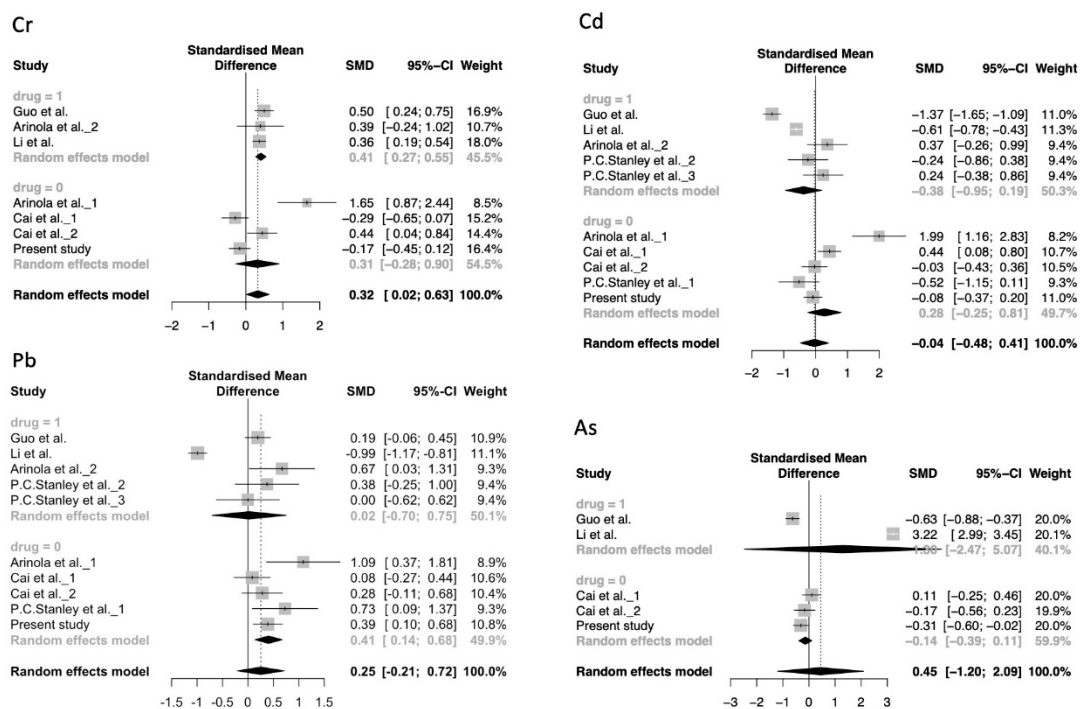 Cr
Standardised Mean
Study Difference SMD 95%−CI Weight
drug = 1
Guo et al. 0.50 [ 0.24; 0.75] 16.9%
Arinola et al._2 0.39 [−0.24; 1.02] 10.7%
Li et al. 0.36 [ 0.19; 0.54] 18.0%
Random effects model 0.41 [ 0.27; 0.55] 45.5%
drug = 0
Arinola et al._1 1.65 [ 0.87; 2.44] 8.5%
Cai et al._1 −0.29 [−0.65; 0.07] 15.2%
Cai et al._2 0.44 [ 0.04; 0.84] 14.4%
Present study −0.17 [−0.45; 0.12] 16.4%
Random effects model 0.31 [−0.28; 0.90] 54.5%
Random effects model 0.32 [ 0.02; 0.63] 100.0%
−2 −1 0 1 2
Pb
Standardised Mean
Study Difference SMD 95%-CI Weight
drug = 1
Guo et al. 0.19 [-0.06; 0.45] 10.9%
Li et al. -0.99 [-1.17; -0.81] 11.1%
Arinola et al._2 0.67 [ 0.03; 1.31] 9.3%
P.C.Stanley et al._2 0.38 [-0.25; 1.00] 9.4%
P.C.Stanley et al._3 0.00 [-0.62; 0.62] 9.4%
Random effects model 0.02 [-0.70; 0.75] 50.1%
drug = 0
Arinola et al._1 1.09 [ 0.37; 1.81] 8.9%
Cai et al._1 0.08 [-0.27; 0.44] 10.6%
Cai et al._2 0.28 [-0.11; 0.68] 10.4%
P.C.Stanley et al._1 0.73 [ 0.09; 1.37] 9.3%
Present study 0.39 [ 0.10; 0.68] 10.8%
Random effects model 0.41 [ 0.14; 0.68] 49.9%
Random effects model 0.25 [-0.21; 0.72] 100.0%
-1 -0.5 0 0.5 1 1.5
Cd
Standardised Mean
Study Difference SMD 95%−CI Weight
drug = 1
Guo et al. −1.37 [−1.65; −1.09] 11.0%
Li et al. −0.61 [−0.78; −0.43] 11.3%
Arinola et al._2 0.37 [−0.26; 0.99] 9.4%
P.C.Stanley et al._2 −0.24 [−0.86; 0.38] 9.4%
P.C.Stanley et al._3 0.24 [−0.38; 0.86] 9.4%
Random effects model −0.38 [−0.95; 0.19] 50.3%
drug = 0
Arinola et al._1 1.99 [ 1.16; 2.83] 8.2%
Cai et al._1 0.44 [ 0.08; 0.80] 10.7%
Cai et al._2 −0.03 [−0.43; 0.36] 10.5%
P.C.Stanley et al._1 −0.52 [−1.15; 0.11] 9.3%
Present study −0.08 [−0.37; 0.20] 11.0%
Random effects model 0.28 [−0.25; 0.81] 49.7%
Random effects model −0.04 [−0.48; 0.41] 100.0%
−2 −1 0 1 2
As
Standardised Mean
Study Difference SMD 95%−CI Weight
drug = 1
Guo et al. −0.63 [−0.88; −0.37] 20.0%
Li et al. 3.22 [ 2.99; 3.45] 20.1%
Random effects model [−2.47; 5.07] 40.1%
drug = 0
Cai et al._1 0.11 [−0.25; 0.46] 20.0%
Cai et al._2 −0.17 [−0.56; 0.23] 19.9%
Present study −0.31 [−0.60; −0.02] 20.0%
Random effects model −0.14 [−0.39; 0.11] 59.9%
Random effects model 0.45 [−1.20; 2.09] 100.0%
−3 −2 −1 0 1 2 3